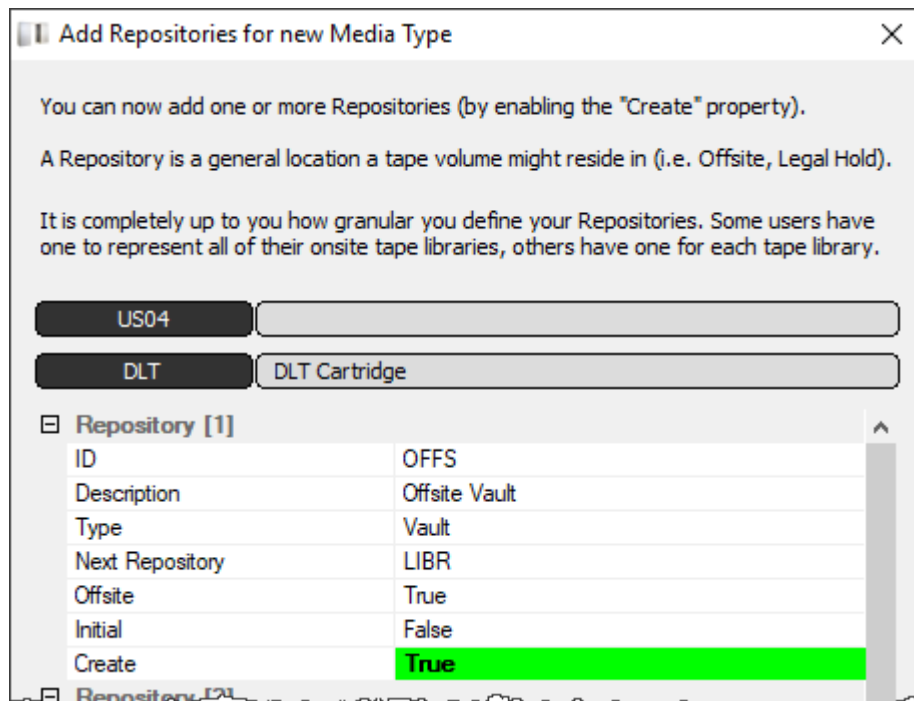 Add Repositories for new Media Type
You can now add one or more Repositories (by enabling the "Create" property).
A Repository is a general location a tape volume might reside in (i.e. Offsite, Legal Hold).
It is completely up to you how granular you define your Repositories. Some users have
one to represent all of their onsite tape libraries, others have one for each tape library.
US04
DLT DLT Cartridge
Repository [1]
ID OFFS
Description Offsite Vault
Type Vault
Next Repository LIBR
Offsite True
Initial False
Create True
Repository [2]